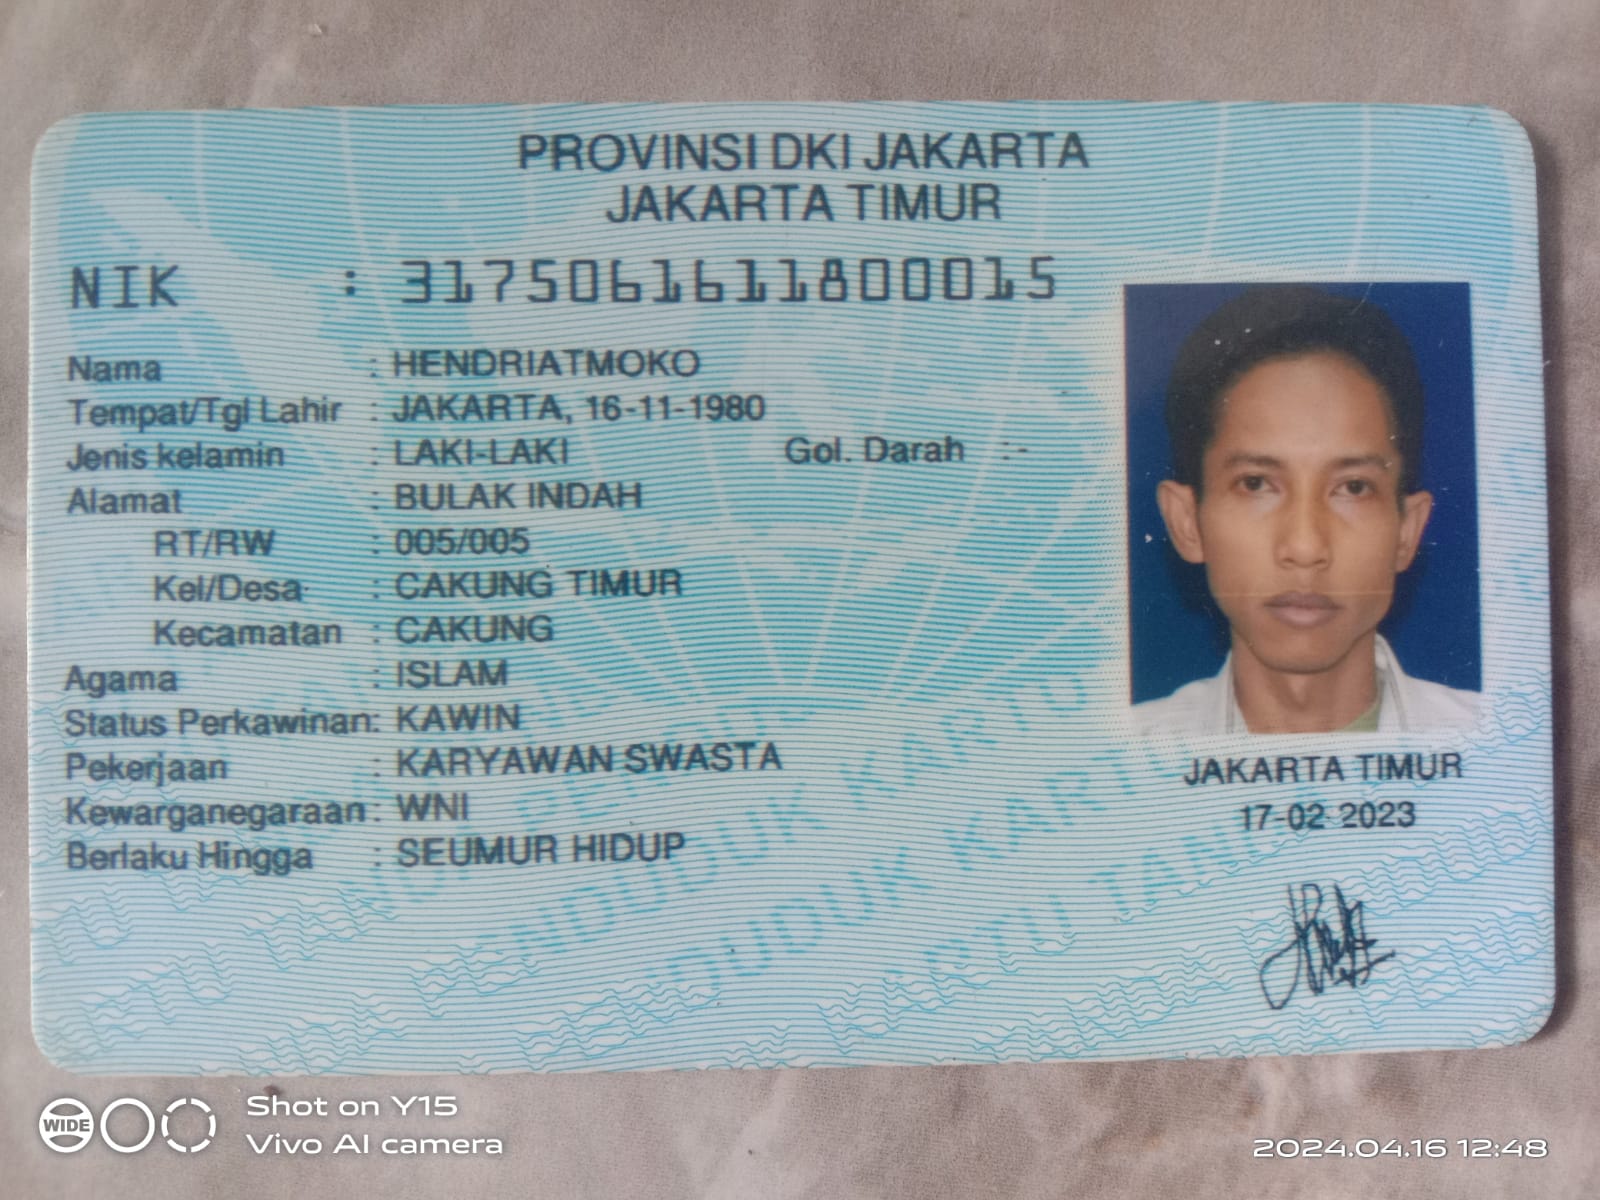 PROVINSI DKI JAKARTA
JAKARTA TIMUR
NIK : 3175061611800015
Nama : HENDRIATMOKO
Tempat/Tgl Lahir : JAKARTA, 16-11-1980
Jenis kelamin : LAKI-LAKI Gol. Darah :-
Alamat : BULAK INDAH
RT/RW : 005/005
Kel/Desa : CAKUNG TIMUR
Kecamatan : CAKUNG
Agama : ISLAM
Status Perkawinan: KAWIN
Pekerjaan : KARYAWAN SWASTA
Kewarganegaraan : WNI
Berlaku Hingga : SEUMUR HIDUP
JAKARTA TIMUR
17-02-2023
WIDE
Shot on Y15
Vivo AI camera
2024.04.16 12:48